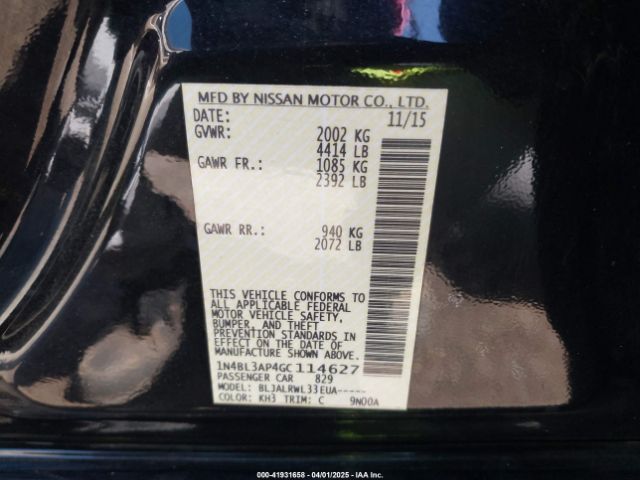 MFD BY NISSAN MOTOR CO., LTD.
DATE: 11/15
GVWR: 2002 KG
4414 LB
GAWR FR.: 1085 KG
2392 LB
GAWR RR.: 940 KG
2072 LB
THIS VEHICLE CONFORMS TO
ALL APPLICABLE FEDERAL
MOTOR VEHICLE SAFETY,
BUMPER, AND THEFT
PREVENTION STANDARDS IN
EFFECT ON THE DATE OF
MANUFACTURE SHOWN ABOVE.
1N4BL3AP4GC114627
PASSENGER CAR 829
MODEL: BLJALRWL33EUA-----
COLOR: KH3 TRIM: C 9N00A
000-41931658 - 04/01/2025 - IAA Inc.